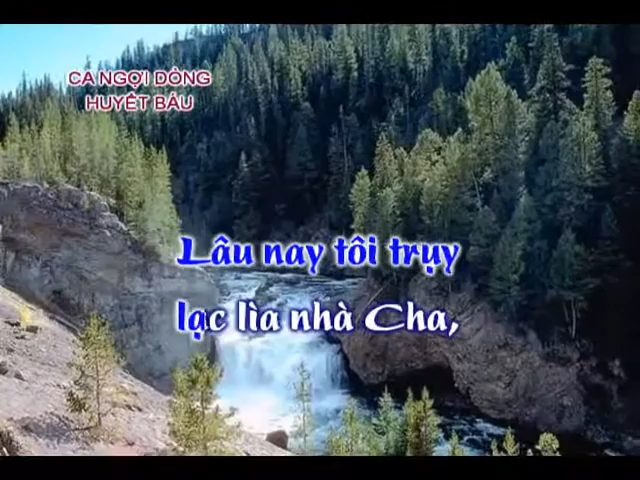 CA NGỢI DÒNG
HUYẾT BÁU
Lâu nay tôi trụy
lạc lìa nhà Cha,